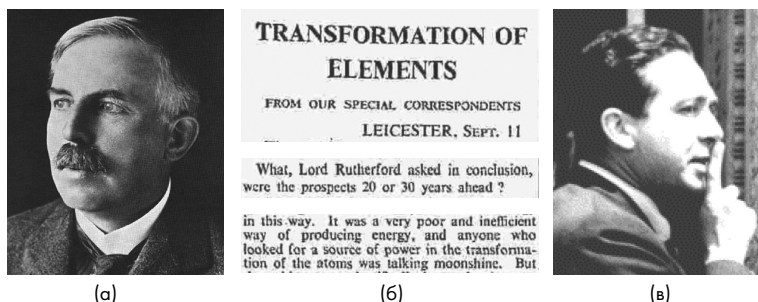 TRANSFORMATION OF
ELEMENTS
FROM OUR SPECIAL CORRESPONDENTS
LEICESTER, SEPT. 11
What, Lord Rutherford asked in conclusion,
were the prospects 20 or 30 years ahead ?
in this way. It was a very poor and inefficient
way of producing energy, and anyone who
looked for a source of power in the transforma-
tion of the atoms was talking moonshine. But
(а)
(б)
(в)